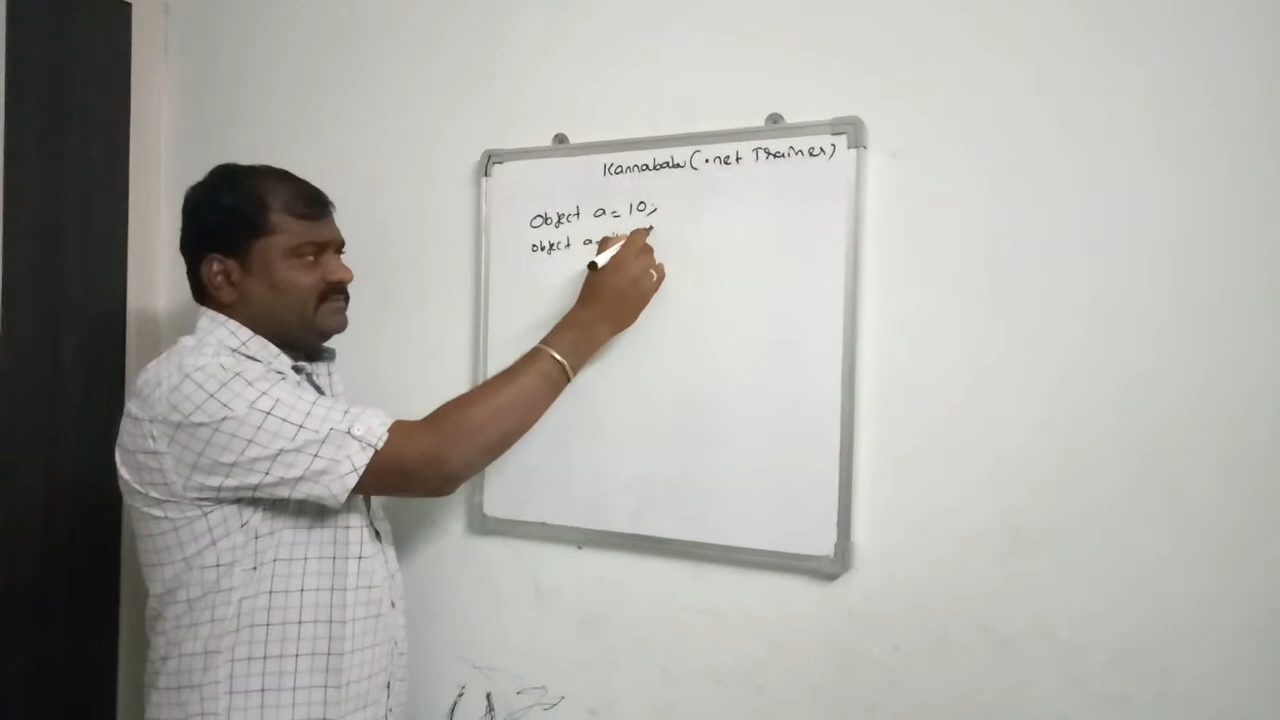 Kannababu (.net Trainer)
Object a = 10;
object a =